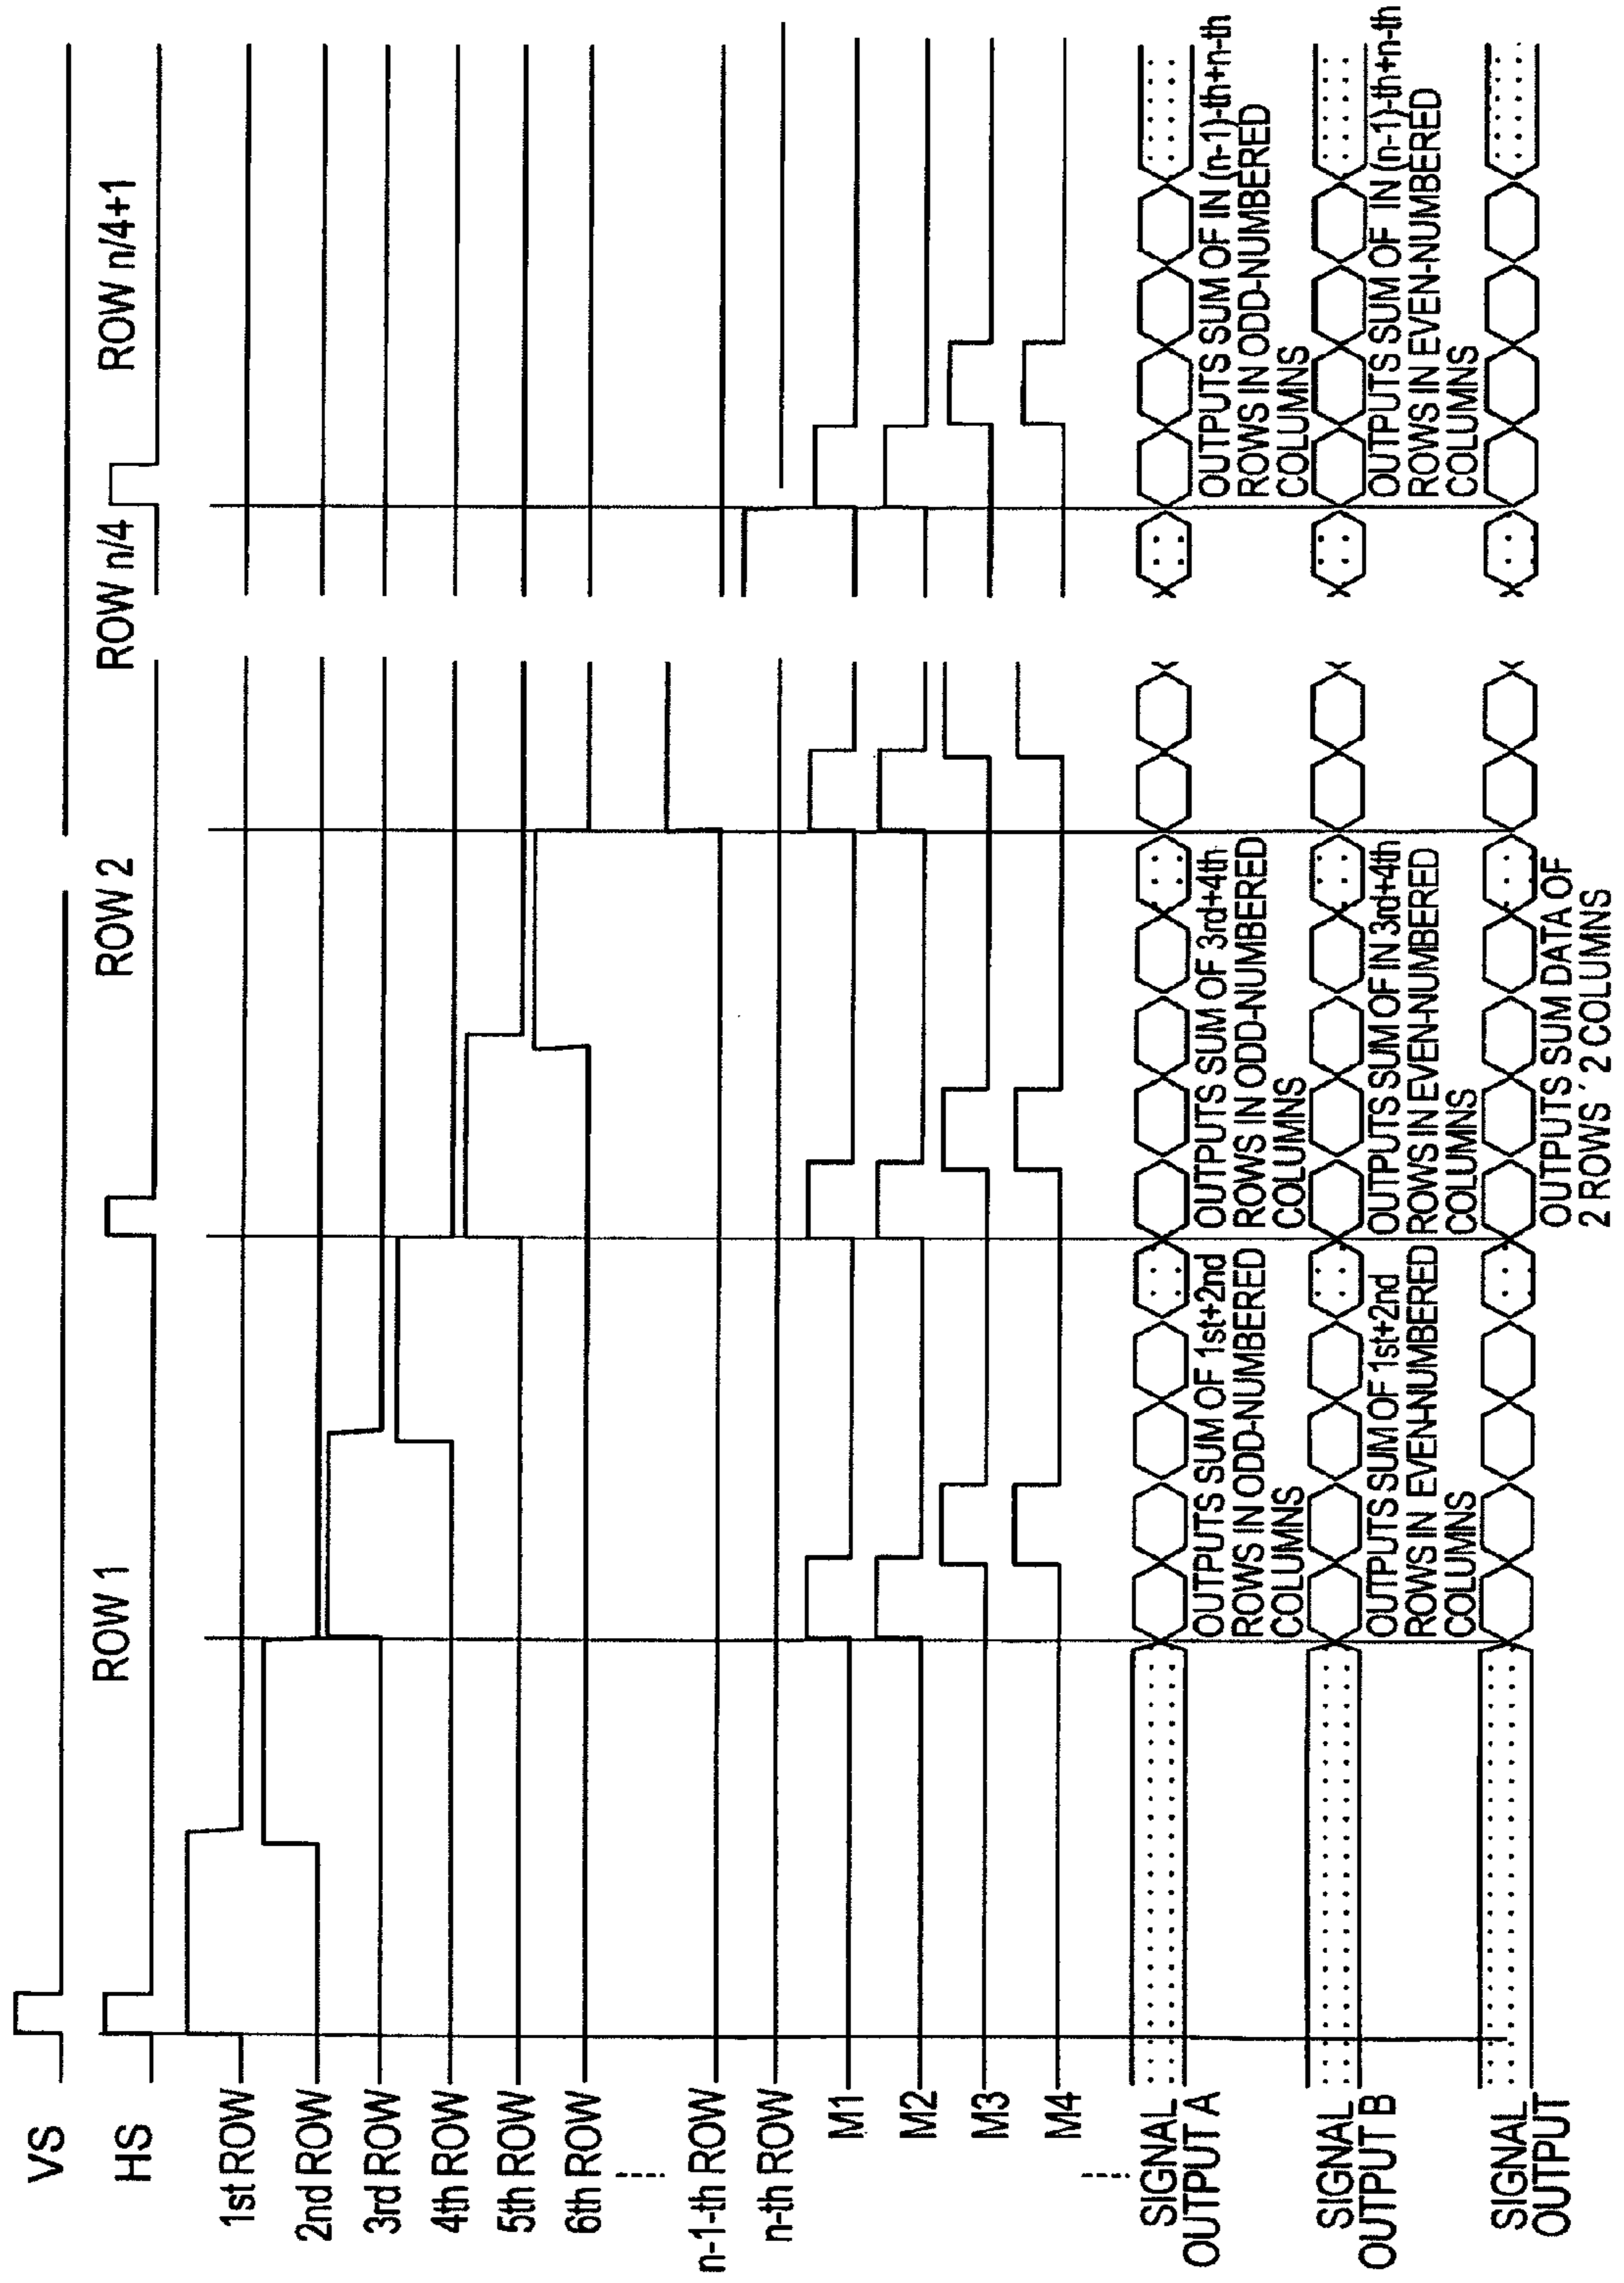 VS
HS
ROW 1
ROW 2
ROW n/4
ROW n/4+1
1st ROW
2nd ROW
3rd ROW
4th ROW
5th ROW
6th ROW
n-1-th ROW
n-th ROW
M1
M2
M3
M4
SIGNAL
OUTPUT A
OUTPUTS SUM OF 1st+2nd
ROWS IN ODD-NUMBERED
COLUMNS
OUTPUTS SUM OF 3rd+4th
ROWS IN ODD-NUMBERED
COLUMNS
OUTPUTS SUM OF IN (n-1)-th+n-th
ROWS IN ODD-NUMBERED
COLUMNS
SIGNAL
OUTPUT B
OUTPUTS SUM OF 1st+2nd
ROWS IN EVEN-NUMBERED
COLUMNS
OUTPUTS SUM OF IN 3rd+4th
ROWS IN EVEN-NUMBERED
COLUMNS
OUTPUTS SUM OF IN (n-1)-th+n-th
ROWS IN EVEN-NUMBERED
COLUMNS
SIGNAL
OUTPUT
OUTPUTS SUM DATA OF
2 ROWS ´ 2 COLUMNS